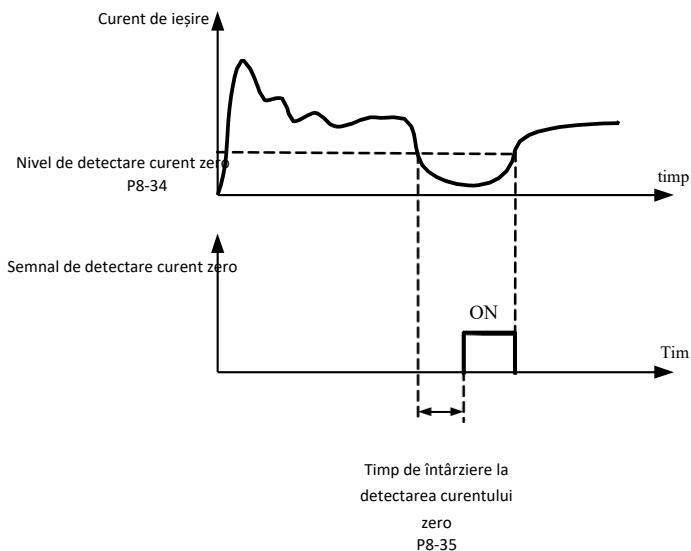 Curent de ieșire
Nivel de detectare curent zero
P8-34
timp
Semnal de detectare curent zero
ON
Tim
Timp de întârziere la
detectarea curentului
zero
P8-35